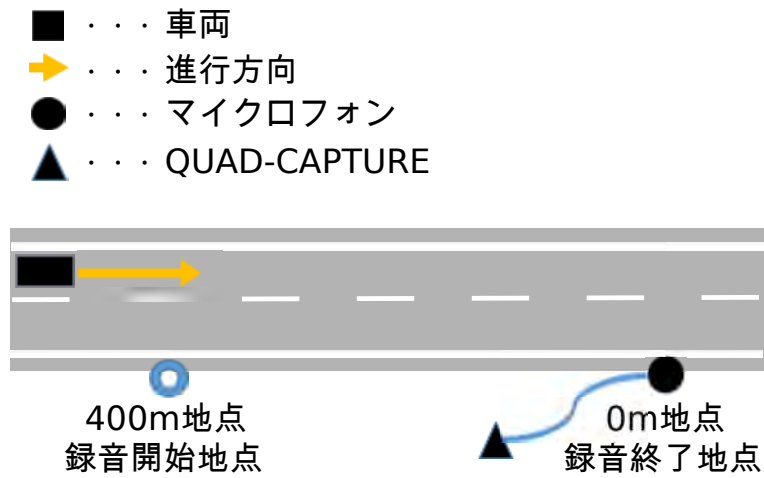 ・・・車両
・・・進行方向
・・・マイクロフォン
・・・QUAD-CAPTURE
400m地点
録音開始地点
0m地点
録音終了地点